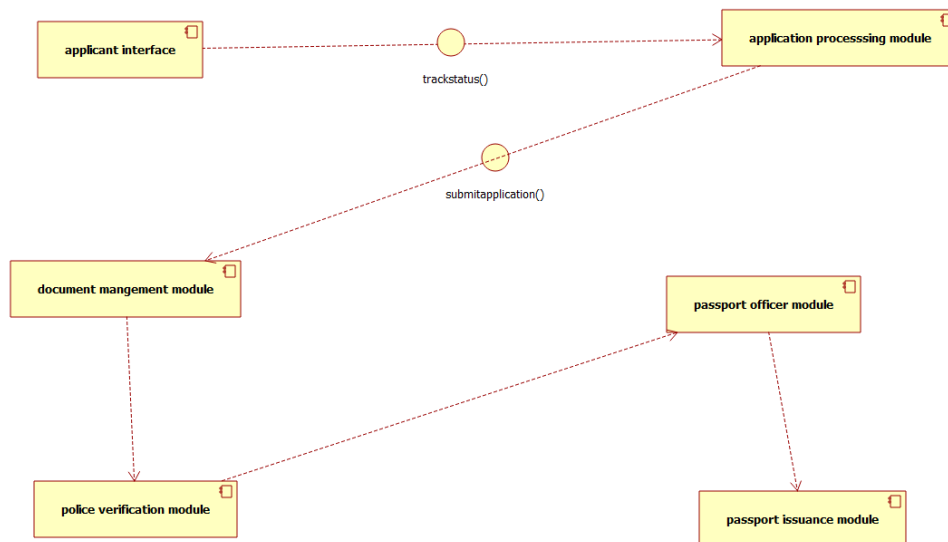 applicant interface
application processsing module
trackstatus()
submitapplication()
document mangement module
passport officer module
police verification module
passport issuance module